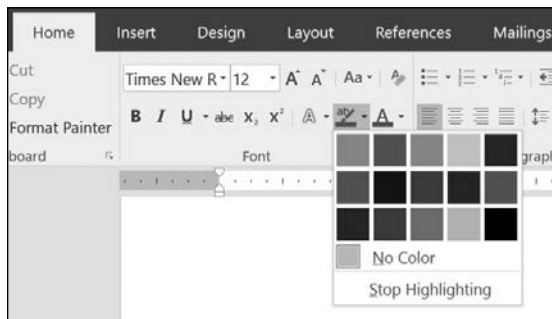 Home Insert Design Layout References Mailings
Cut
Times New R 12 A A Aa
Copy
B I U abc X₂ X² A aby A
Format Painter
board Font graph
No Color
Stop Highlighting